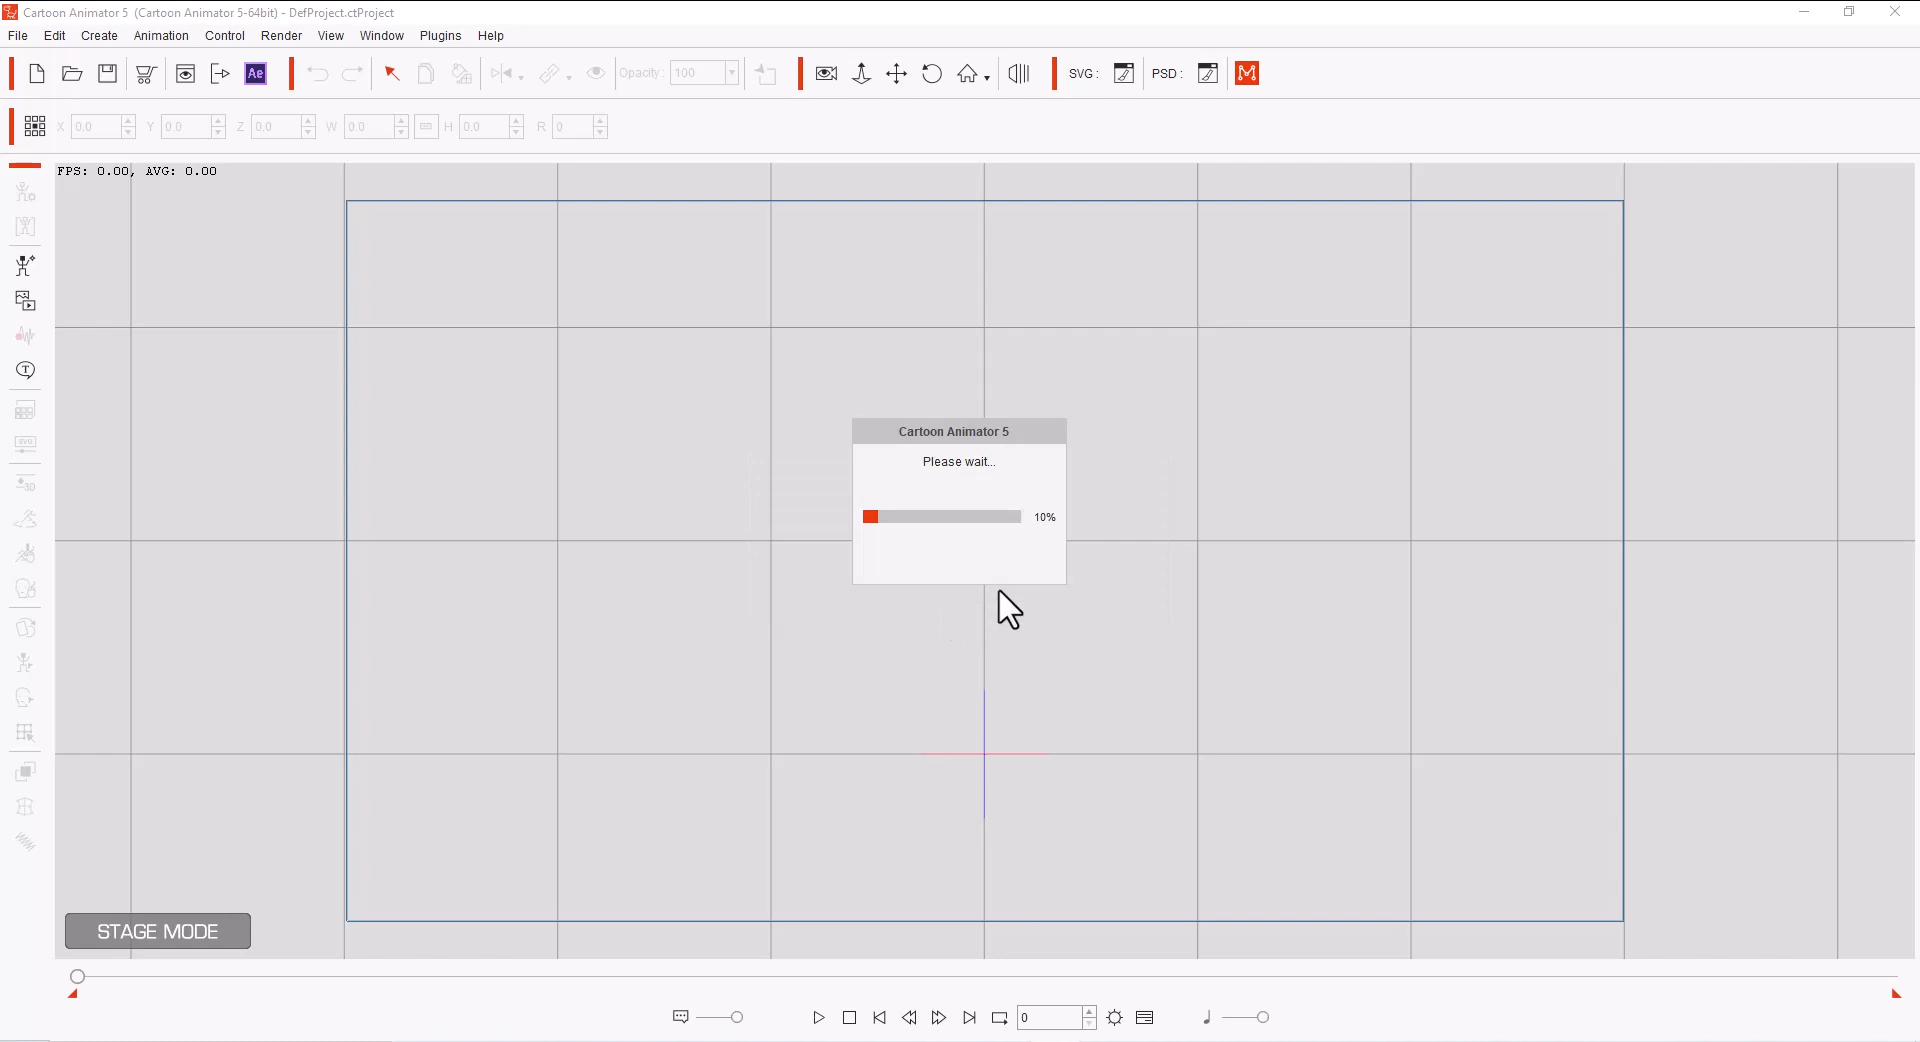 Cartoon Animator 5 (Cartoon Animator 5-64bit) - DefProject.ctProject
File Edit Create Animation Control Render View Window Plugins Help
Ae Opacity: 100 SVG: PSD:
X 0.0 Y 0.0 Z 0.0 W 0.0 H 0.0 R 0
FPS: 0.00, AVG: 0.00
T
SVG
3D
Cartoon Animator 5
Please wait...
10%
STAGE MODE
0